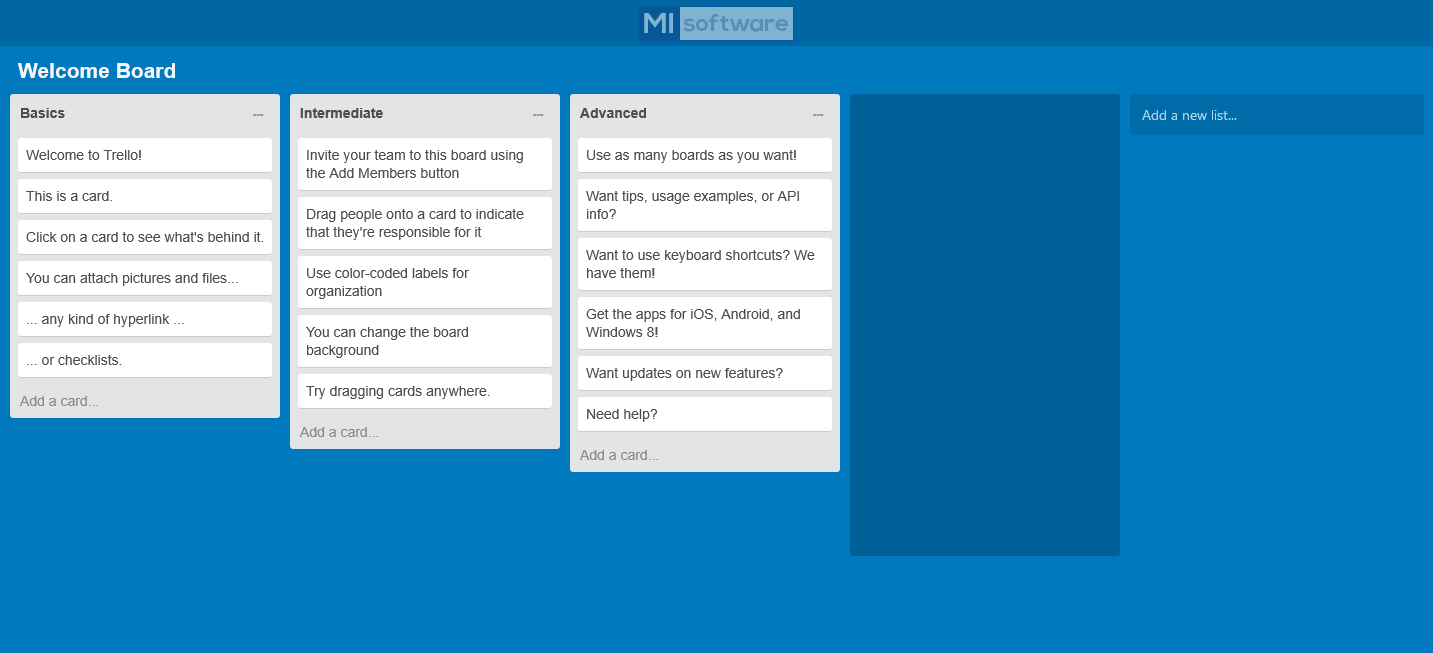 MI software
Welcome Board
Basics
Welcome to Trello!
This is a card.
Click on a card to see what's behind it.
You can attach pictures and files...
... any kind of hyperlink ...
... or checklists.
Add a card...
Intermediate
Invite your team to this board using
the Add Members button
Drag people onto a card to indicate
that they're responsible for it
Use color-coded labels for
organization
You can change the board
background
Try dragging cards anywhere.
Add a card...
Advanced
Use as many boards as you want!
Want tips, usage examples, or API
info?
Want to use keyboard shortcuts? We
have them!
Get the apps for iOS, Android, and
Windows 8!
Want updates on new features?
Need help?
Add a card...
Add a new list...